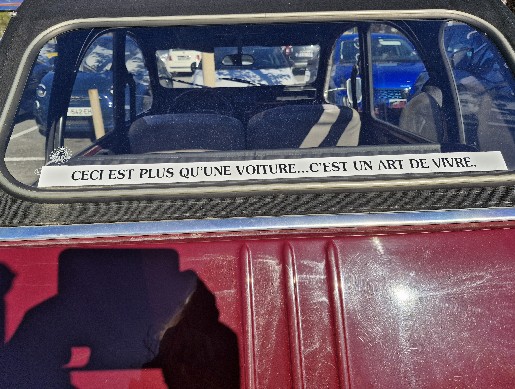 CECI EST PLUS QU'UNE VOITURE...C'EST UN ART DE VIVRE.